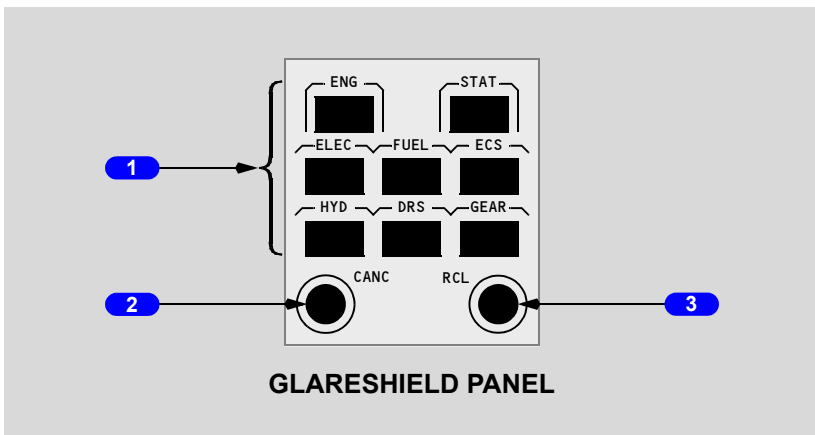 ENG STAT
ELEC FUEL ECS
1
HYD DRS GEAR
CANC RCL
2 3
GLARESHIELD PANEL